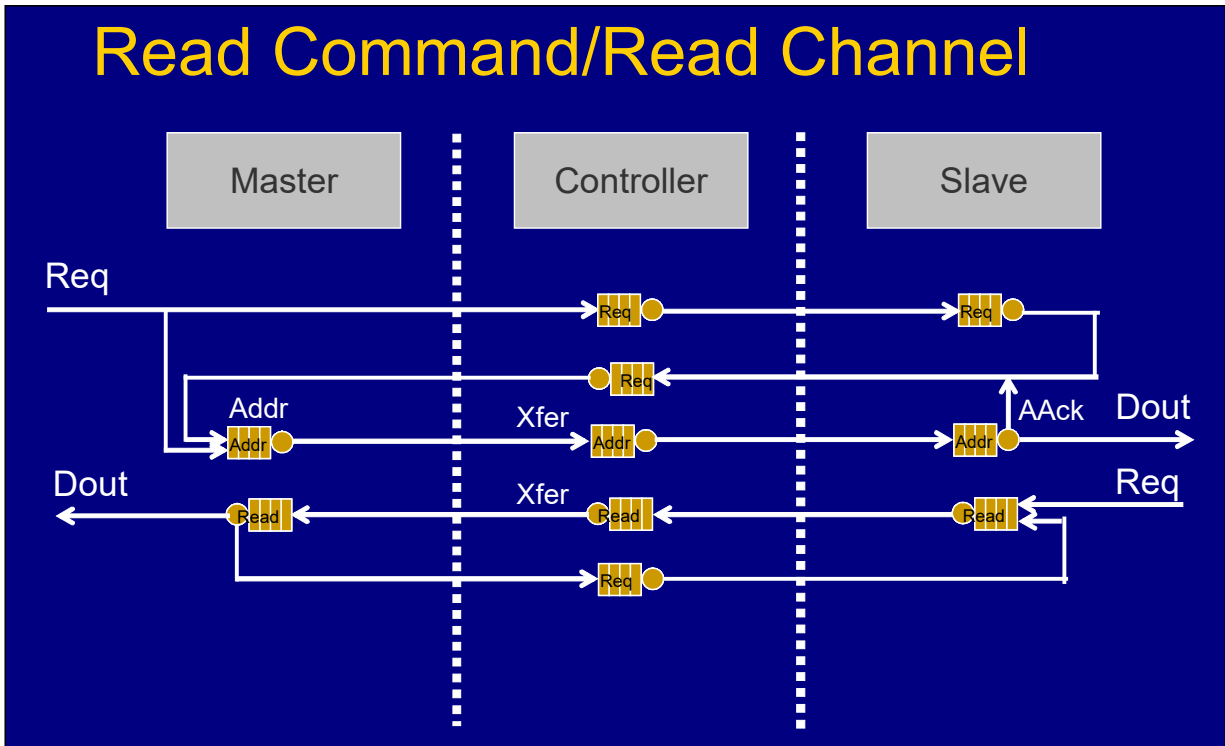 Read Command/Read Channel
Master
Controller
Slave
Req
Req
Req
Req
Addr
Xfer
AAck
Dout
Addr
Addr
Addr
Dout
Xfer
Req
Read
Read
Read
Req